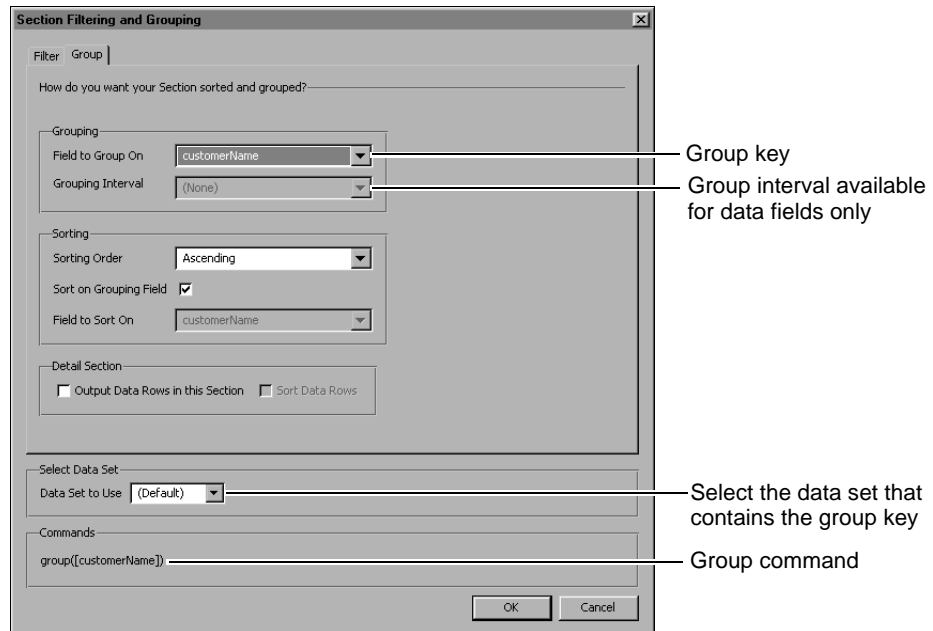 Section Filtering and Grouping
Filter Group
How do you want your Section sorted and grouped?
Grouping
Field to Group On customerName
Group key
Grouping Interval (None)
Group interval available
for data fields only
Sorting
Sorting Order Ascending
Sort on Grouping Field
Field to Sort On customerName
Detail Section
Output Data Rows in this Section Sort Data Rows
Select Data Set
Data Set to Use (Default)
Select the data set that
contains the group key
Commands
group([customerName])
Group command
OK Cancel